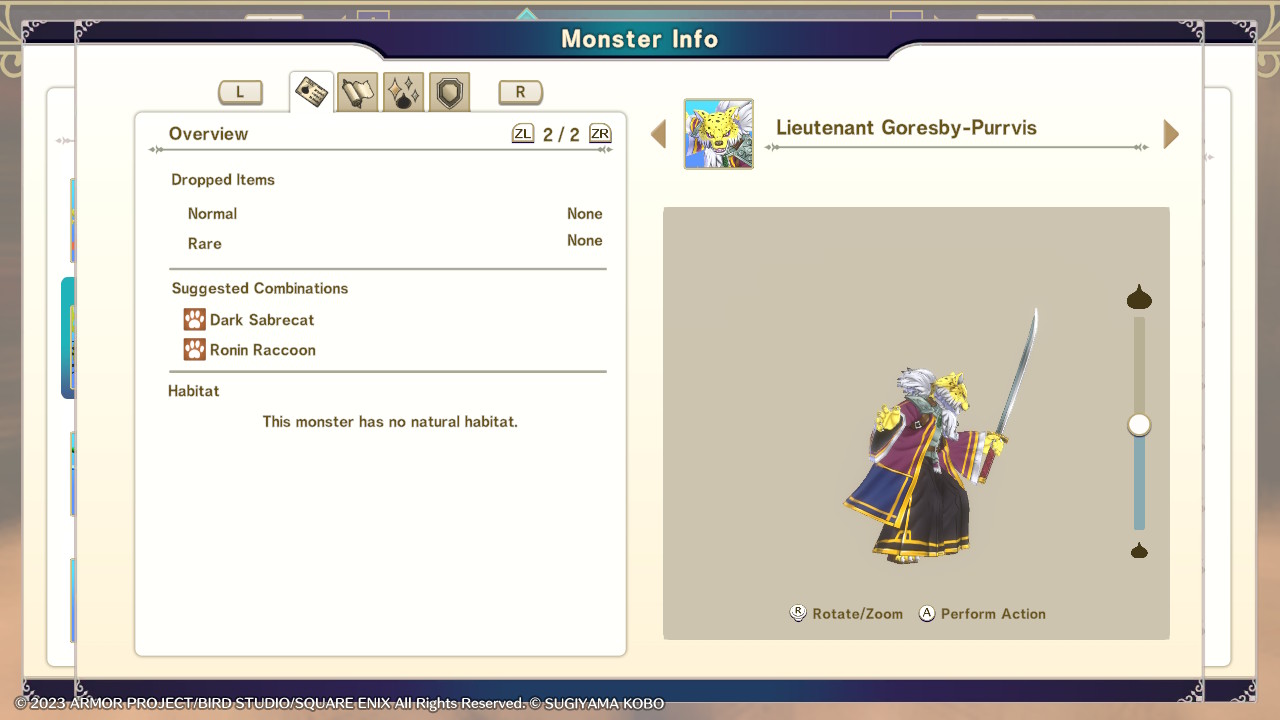 Monster Info
L
R
Overview
ZL 2 / 2 ZR
Lieutenant Goresby-Purrvis
Dropped Items
Normal None
Rare None
Suggested Combinations
Dark Sabrecat
Ronin Raccoon
Habitat
This monster has no natural habitat.
R Rotate/Zoom A Perform Action
© 2023 ARMOR PROJECT/BIRD STUDIO/SQUARE ENIX All Rights Reserved. © SUGIYAMA KOBO